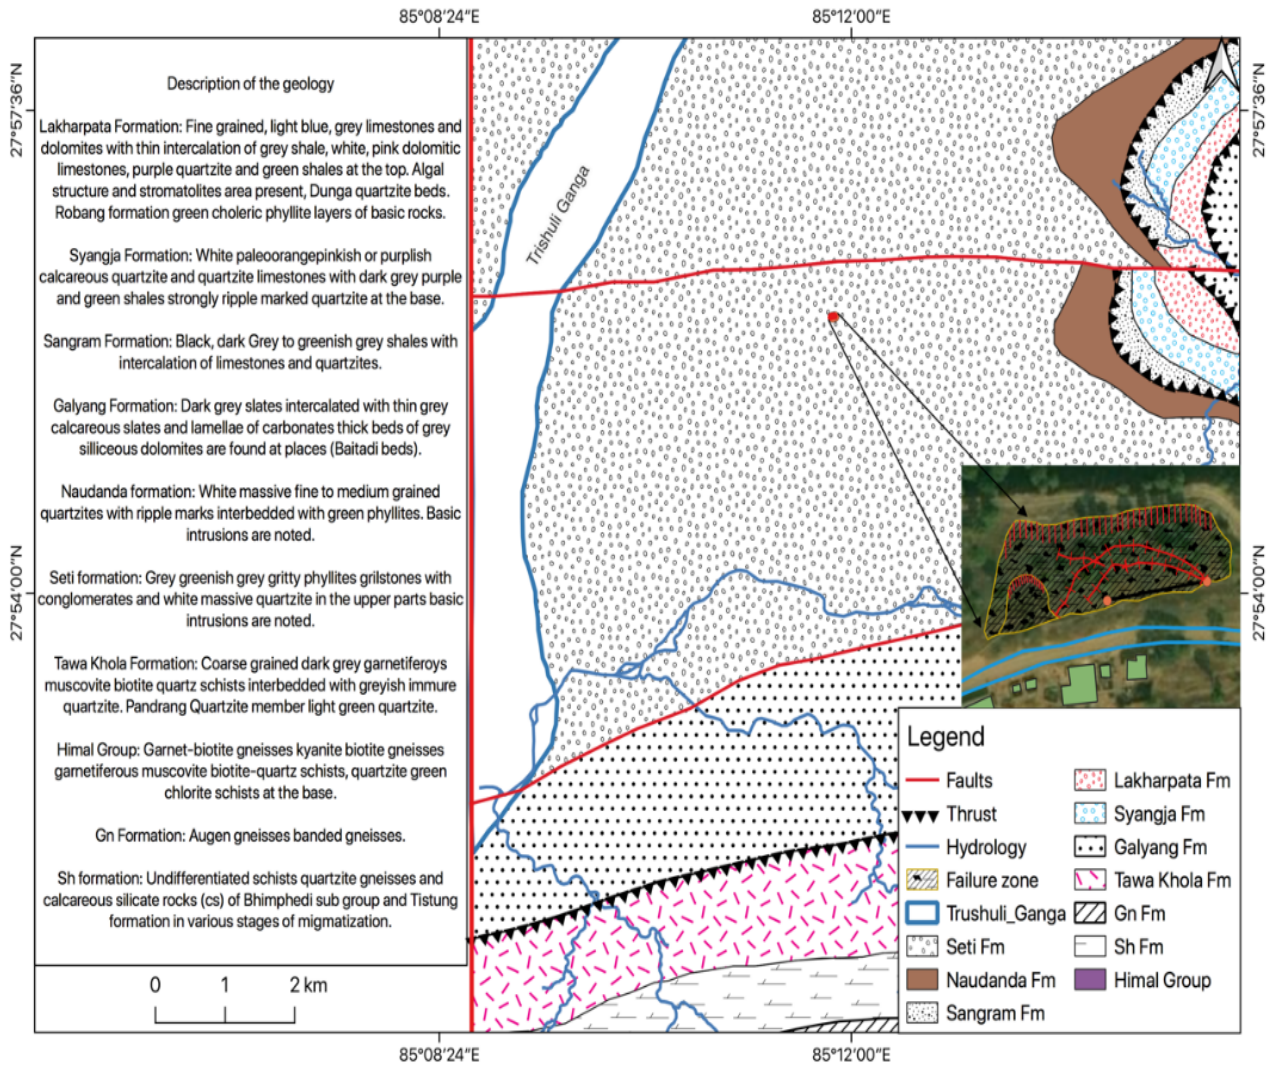 85°08′24″E
85°12′00″E
27°57′36″N
27°57′36″N
Description of the geology
Lakharpata Formation: Fine grained, light blue, grey limestones and
dolomites with thin intercalation of grey shale, white, pink dolomitic
limestones, purple quartzite and green shales at the top. Algal
structure and stromatolites area present, Dunga quartzite beds.
Robang formation green choleric phyllite layers of basic rocks.
Syangja Formation: White paleoorangepinkish or purplish
calcareous quartzite and quartzite limestones with dark grey purple
and green shales strongly ripple marked quartzite at the base.
Sangram Formation: Black, dark Grey to greenish grey shales with
intercalation of limestones and quartzites.
Galyang Formation: Dark grey slates intercalated with thin grey
calcareous slates and lamellae of carbonates thick beds of grey
silliceous dolomites are found at places (Baitadi beds).
Naudanda formation: White massive fine to medium grained
quartzites with ripple marks interbedded with green phyllites. Basic
intrusions are noted.
Seti formation: Grey greenish grey gritty phyllites grilstones with
conglomerates and white massive quartzite in the upper parts basic
intrusions are noted.
Tawa Khola Formation: Coarse grained dark grey garnetiferoys
muscovite biotite quartz schists interbedded with greyish immure
quartzite. Pandrang Quartzite member light green quartzite.
Himal Group: Garnet-biotite gneisses kyanite biotite gneisses
garnetiferous muscovite biotite-quartz schists, quartzite green
chlorite schists at the base.
Gn Formation: Augen gneisses banded gneisses.
Sh formation: Undifferentiated schists quartzite gneisses and
calcareous silicate rocks (cs) of Bhimphedi sub group and Tistung
formation in various stages of migmatization.
Trishuli Ganga
27°54′00″N
27°54′00″N
0 1 2 km
Legend
Faults
Thrust
Hydrology
Failure zone
Trushuli_Ganga
Seti Fm
Naudanda Fm
Sangram Fm
Lakharpata Fm
Syangja Fm
Galyang Fm
Tawa Khola Fm
Gn Fm
Sh Fm
Himal Group
85°08′24″E
85°12′00″E